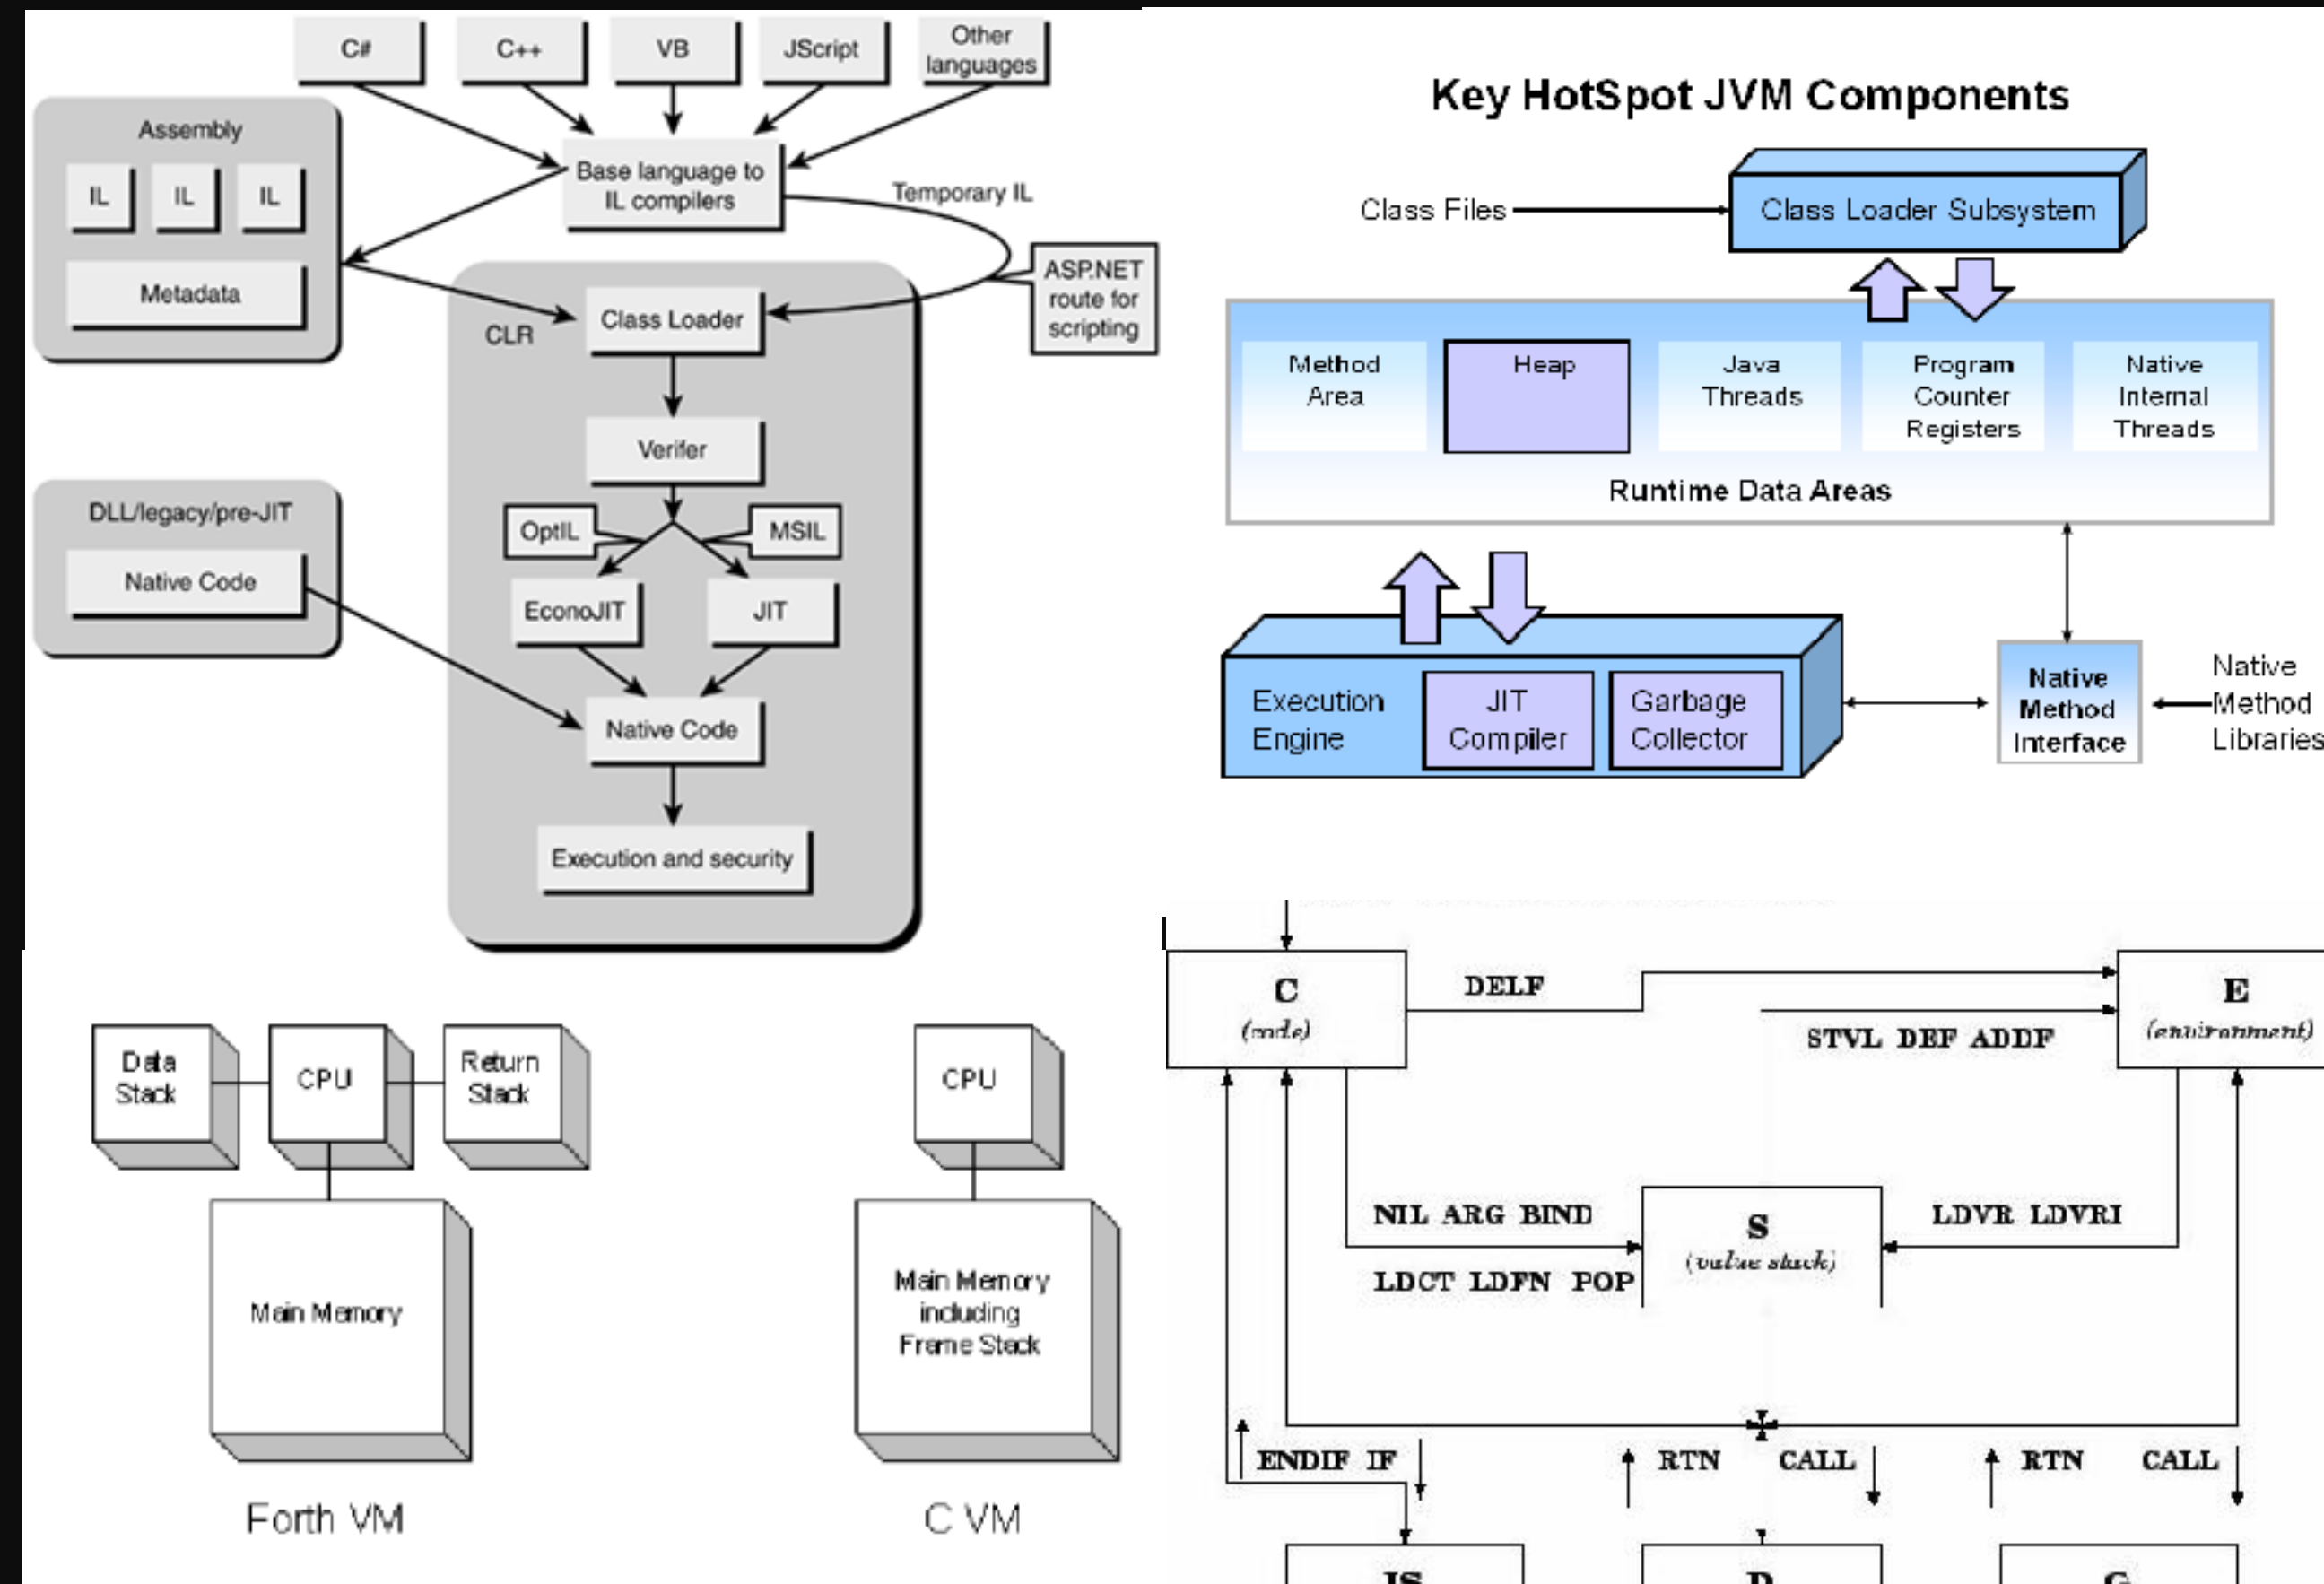 C#
C++
VB
JScript
Other
languages
Assembly
IL
IL
IL
Metadata
Base language to
IL compilers
Temporary IL
ASP.NET
route for
scripting
CLR
Class Loader
Verifer
DLL/legacy/pre-JIT
Native Code
OptIL
MSIL
EconoJIT
JIT
Native Code
Execution and security
Key HotSpot JVM Components
Class Files
Class Loader Subsystem
Method
Area
Heap
Java
Threads
Program
Counter
Registers
Native
Internal
Threads
Runtime Data Areas
Execution
Engine
JIT
Compiler
Garbage
Collector
Native
Method
Interface
Native
Method
Libraries
Data
Stack
CPU
Return
Stack
Main Memory
Forth VM
CPU
Main Memory
including
Frame Stack
C VM
C
(code)
DELF
E
(environment)
STVL DEF ADDF
NIL ARG BIND
LDCT LDFN POP
S
(value stack)
LDVR LDVRI
ENDIF IF
RTN
CALL
RTN
CALL